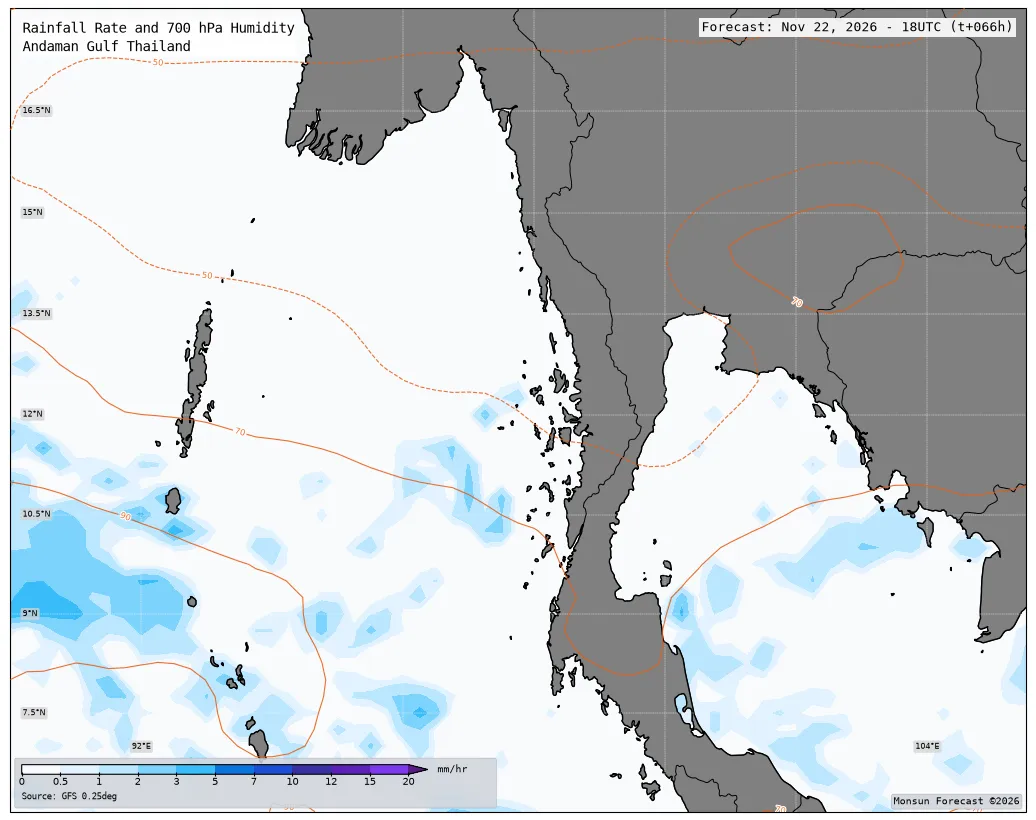 Rainfall Rate and 700 hPa Humidity
Andaman Gulf Thailand
Forecast: Nov 22, 2026 - 18UTC (t+066h)
50
16.5°N
15°N
50
70
13.5°N
12°N
70
10.5°N
90
9°N
7.5°N
92°E
104°E
mm/hr
0 0.5 1 2 3 5 7 10 12 15 20
Source: GFS 0.25deg
Monsun Forecast ©2026
70